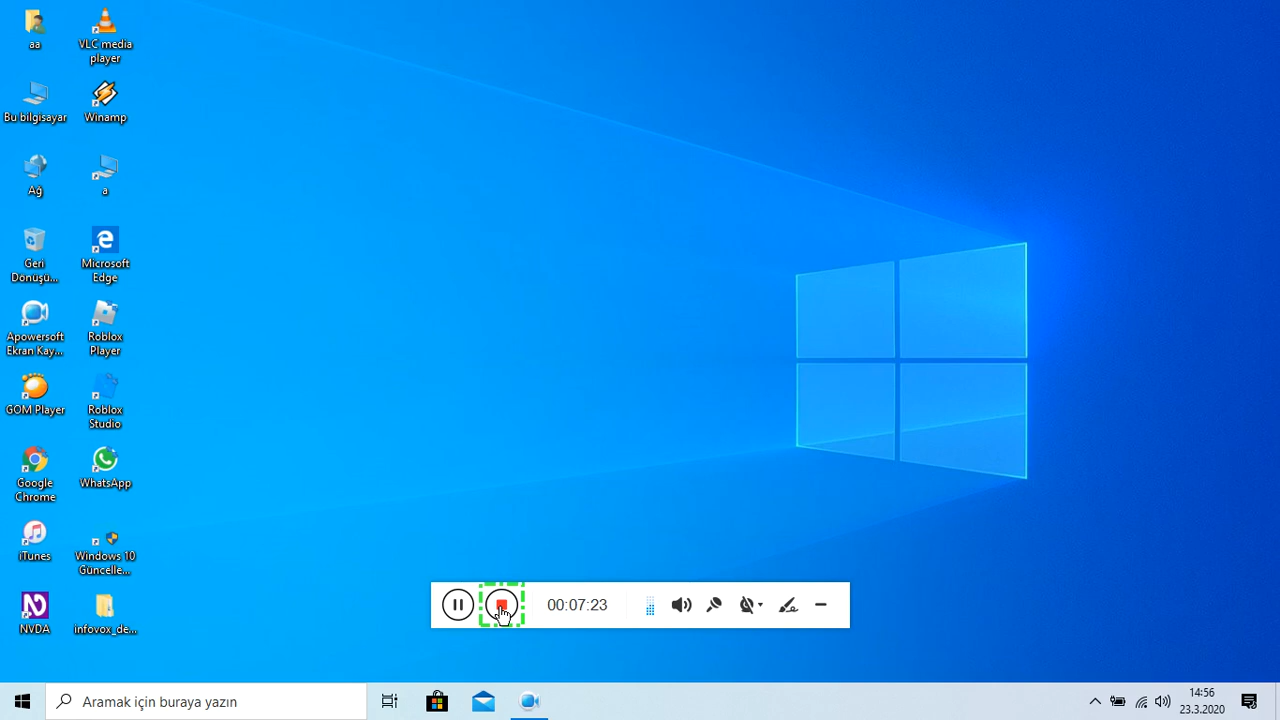 aa
VLC media
player
Bu bilgisayar
Winamp
Ağ
a
Geri
Dönüşü...
Microsoft
Edge
Apowersoft
Ekran Kay...
Roblox
Player
GOM Player
Roblox
Studio
Google
Chrome
WhatsApp
iTunes
Windows 10
Güncelle...
NVDA
infovox_de...
00:07:23
Aramak için buraya yazın
14:56
23.3.2020